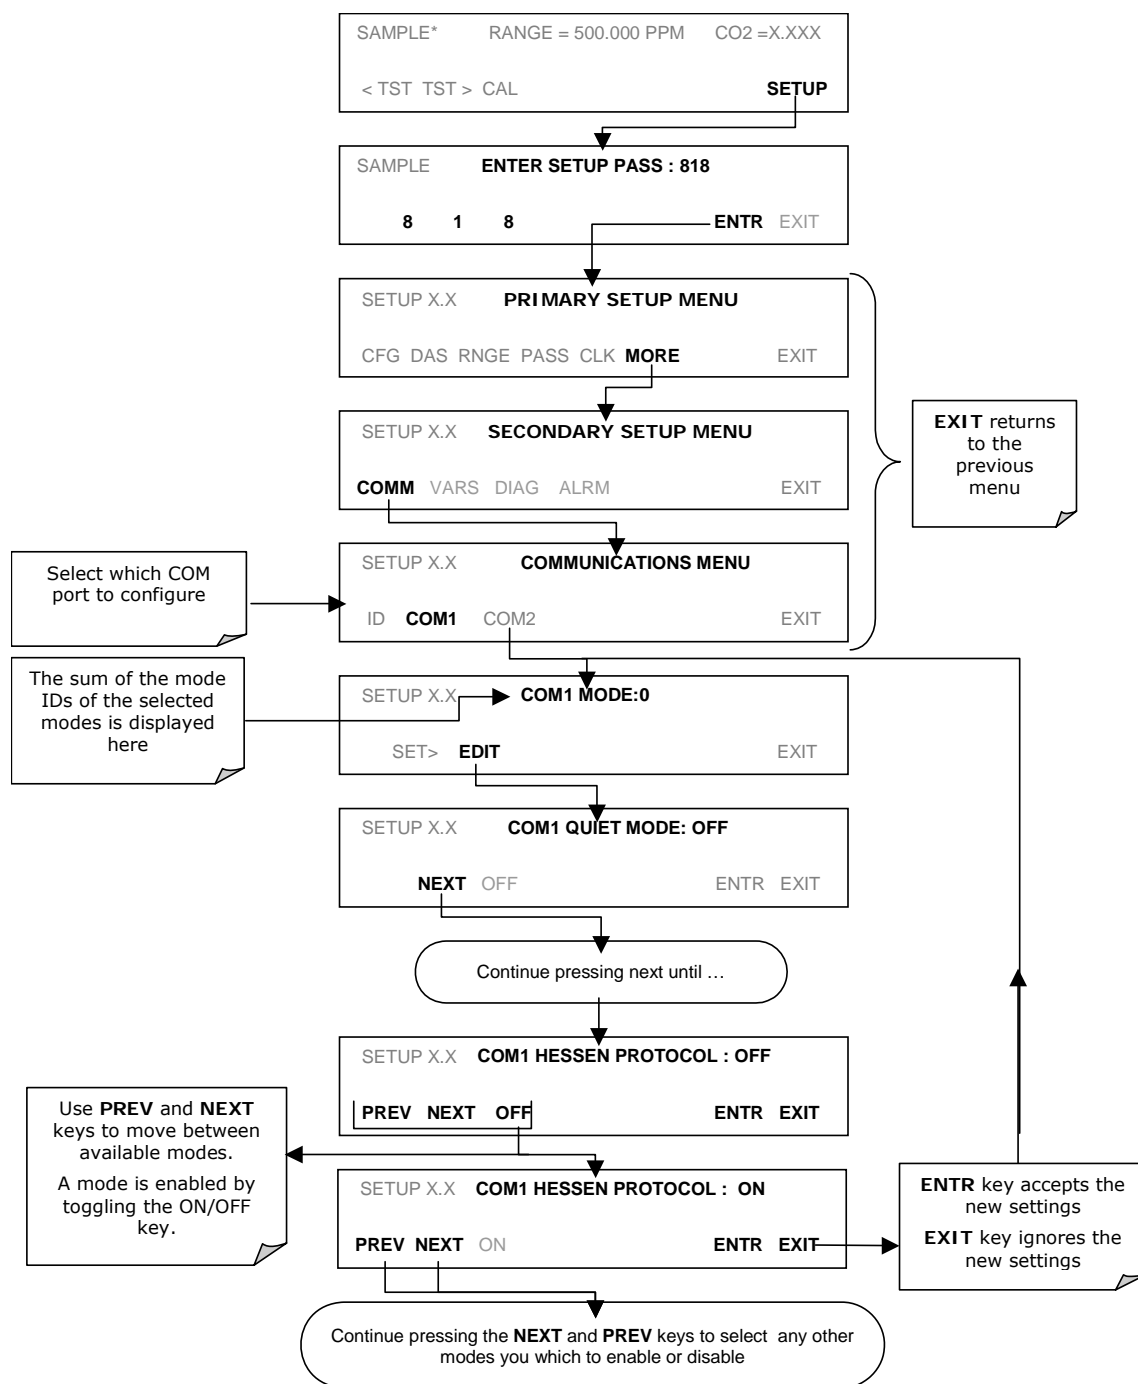 SAMPLE* RANGE = 500.000 PPM CO2 =X.XXX
< TST TST > CAL SETUP
SAMPLE ENTER SETUP PASS : 818
8 1 8 ENTR EXIT
SETUP X.X PRIMARY SETUP MENU
CFG DAS RNGE PASS CLK MORE EXIT
SETUP X.X SECONDARY SETUP MENU
COMM VARS DIAG ALRM EXIT
EXIT returns
to the
previous
menu
SETUP X.X COMMUNICATIONS MENU
ID COM1 COM2 EXIT
Select which COM
port to configure
The sum of the mode
IDs of the selected
modes is displayed
here
SETUP X.X COM1 MODE:0
SET> EDIT EXIT
SETUP X.X COM1 QUIET MODE: OFF
NEXT OFF ENTR EXIT
Continue pressing next until …
SETUP X.X COM1 HESSEN PROTOCOL : OFF
PREV NEXT OFF ENTR EXIT
Use PREV and NEXT
keys to move between
available modes.
A mode is enabled by
toggling the ON/OFF
key.
SETUP X.X COM1 HESSEN PROTOCOL : ON
PREV NEXT ON ENTR EXIT
ENTR key accepts the
new settings
EXIT key ignores the
new settings
Continue pressing the NEXT and PREV keys to select any other
modes you which to enable or disable